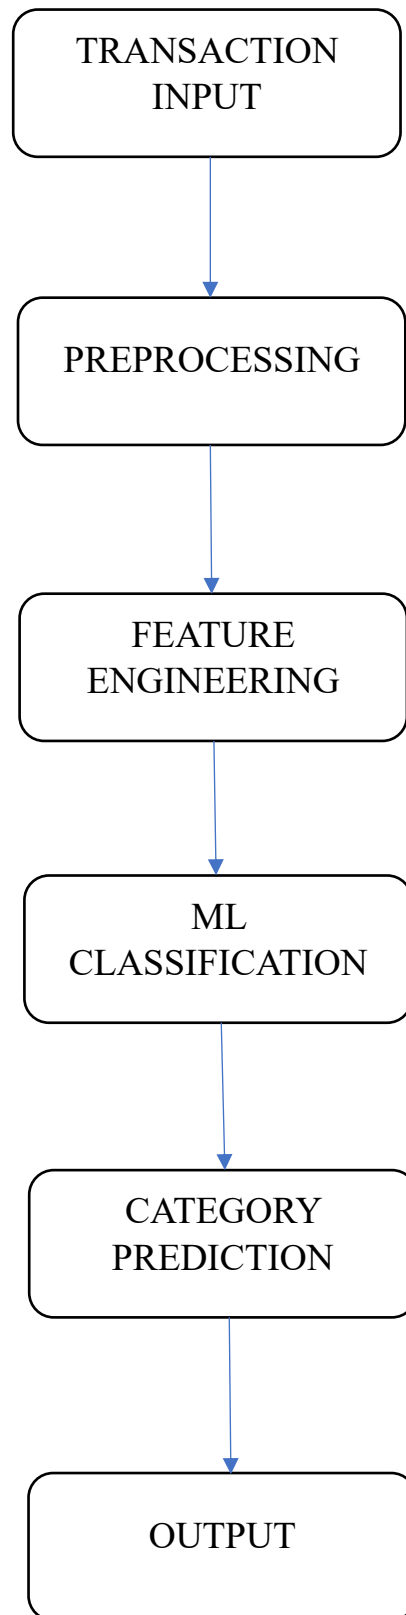 TRANSACTION
INPUT
PREPROCESSING
FEATURE
ENGINEERING
ML
CLASSIFICATION
CATEGORY
PREDICTION
OUTPUT